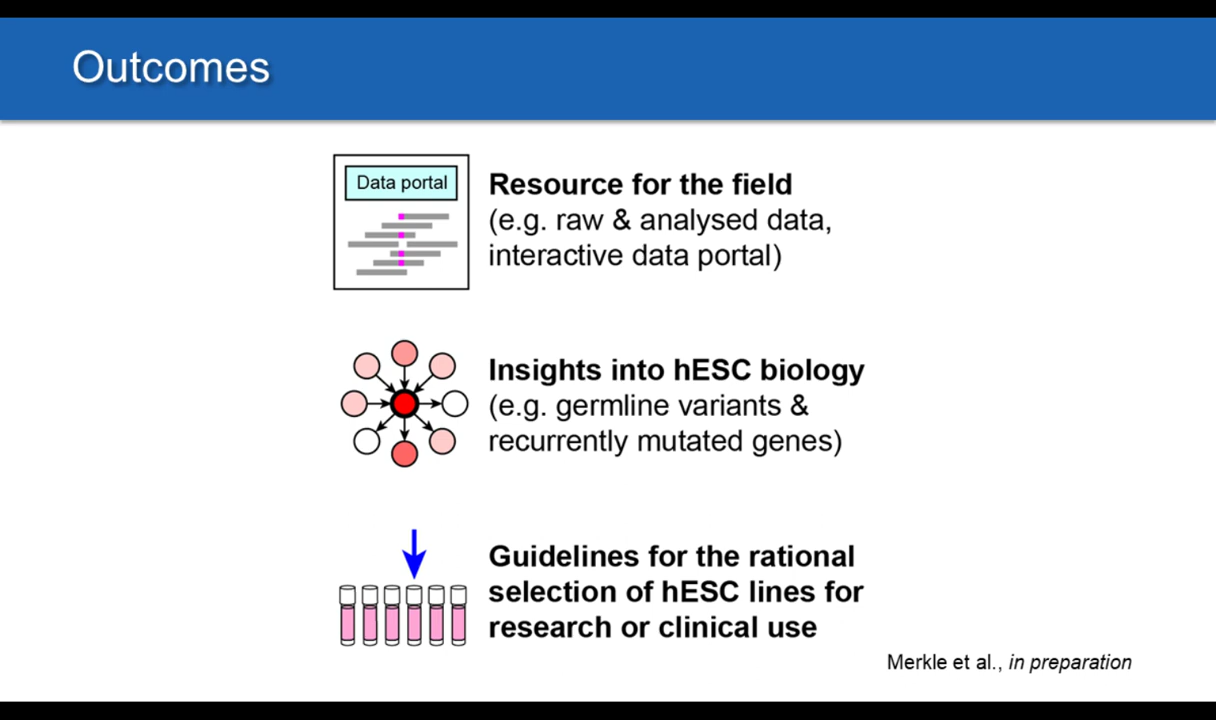 Outcomes
Data portal
Resource for the field
(e.g. raw & analysed data,
interactive data portal)
Insights into hESC biology
(e.g. germline variants &
recurrently mutated genes)
Guidelines for the rational
selection of hESC lines for
research or clinical use
Merkle et al., in preparation